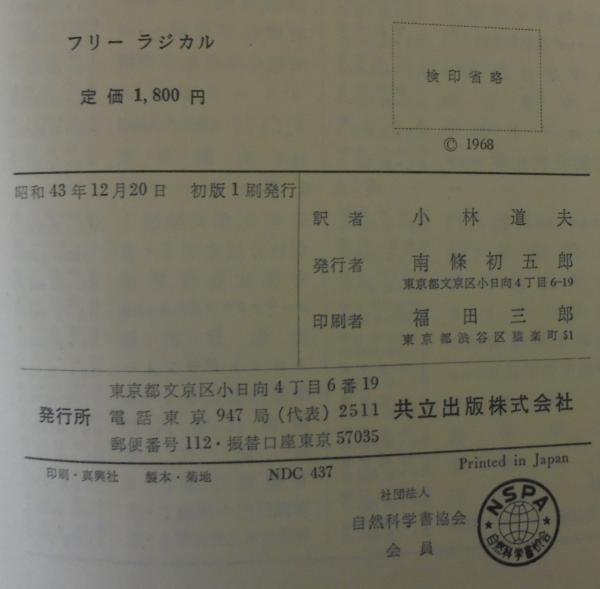 フリー ラジカル
定価 1,800 円
検印省略
© 1968
昭和 43 年 12 月 20 日 初版 1 刷発行
訳者 小林道夫
発行者 南條初五郎
東京都文京区小日向4丁目6-19
印刷者 福田三郎
東京都渋谷区猿楽町51
東京都文京区小日向4丁目6番19
発行所 電話東京 947 局(代表) 2511 共立出版株式会社
郵便番号 112・振替口座東京 57035
印刷・真興社 製本・菊地 NDC 437 Printed in Japan
社団法人
自然科学書協会
会員
NSPA
自然科学書協会